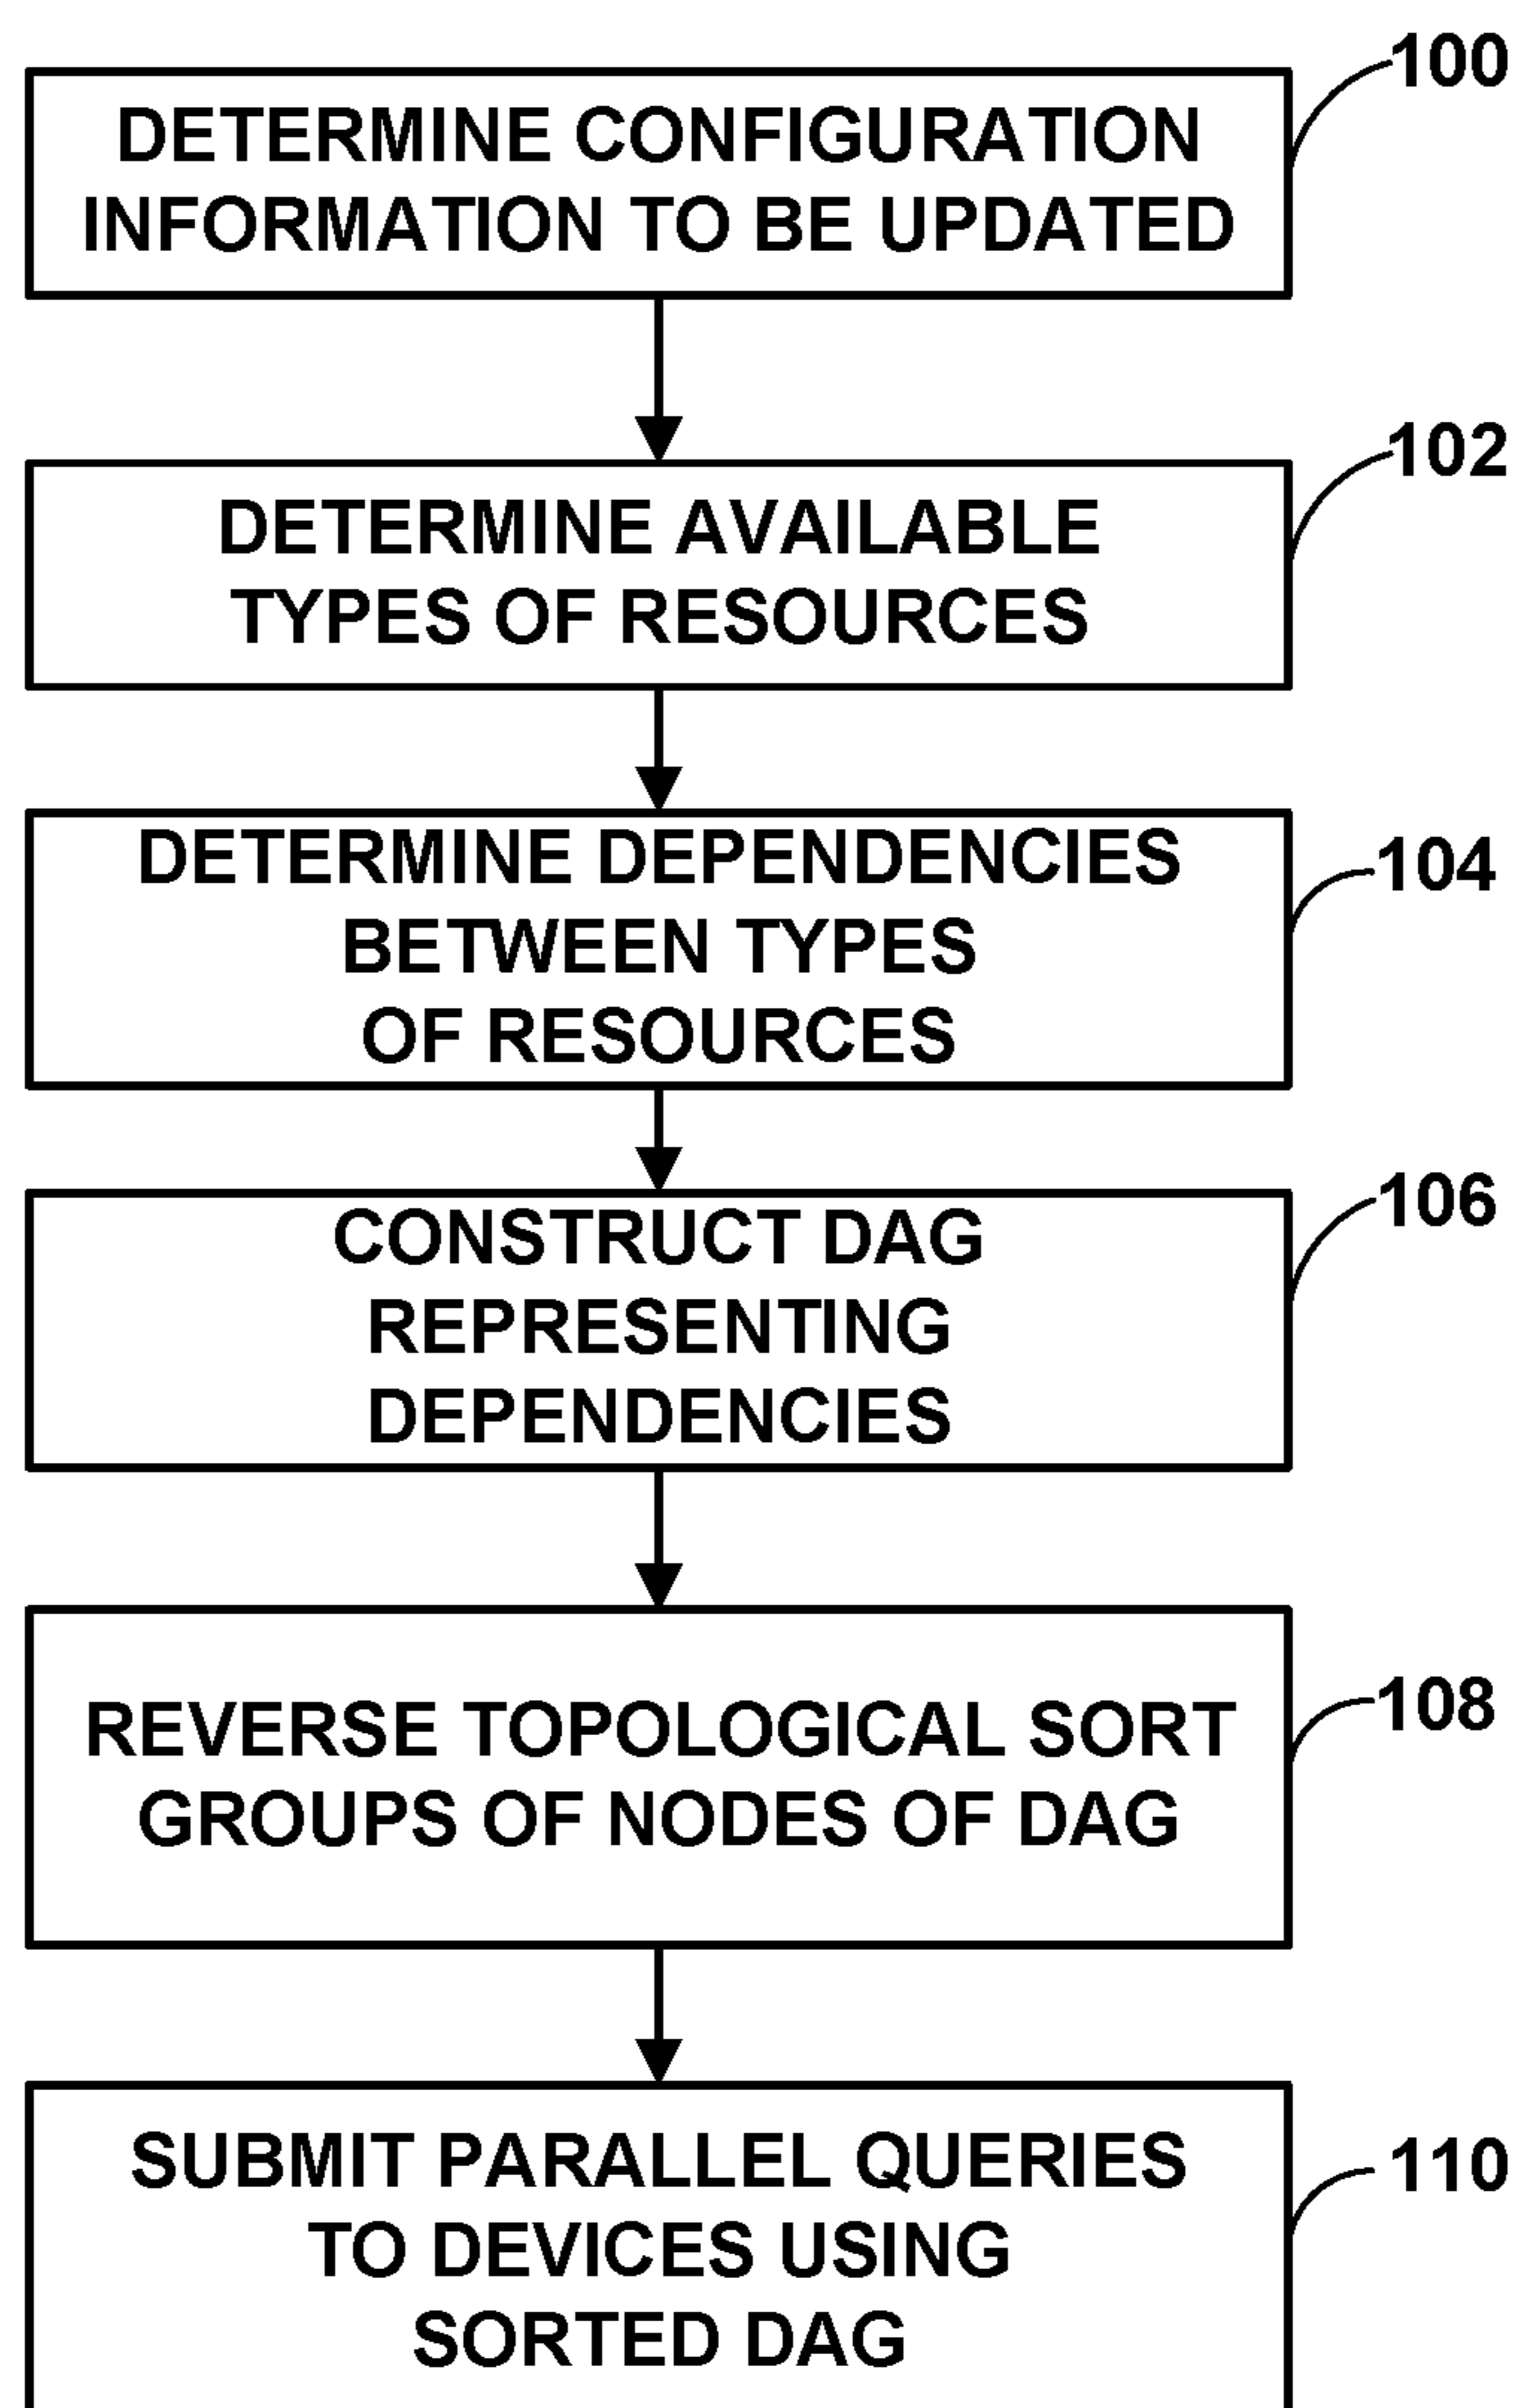 100
DETERMINE CONFIGURATION
INFORMATION TO BE UPDATED
102
DETERMINE AVAILABLE
TYPES OF RESOURCES
104
DETERMINE DEPENDENCIES
BETWEEN TYPES
OF RESOURCES
106
CONSTRUCT DAG
REPRESENTING
DEPENDENCIES
108
REVERSE TOPOLOGICAL SORT
GROUPS OF NODES OF DAG
110
SUBMIT PARALLEL QUERIES
TO DEVICES USING
SORTED DAG